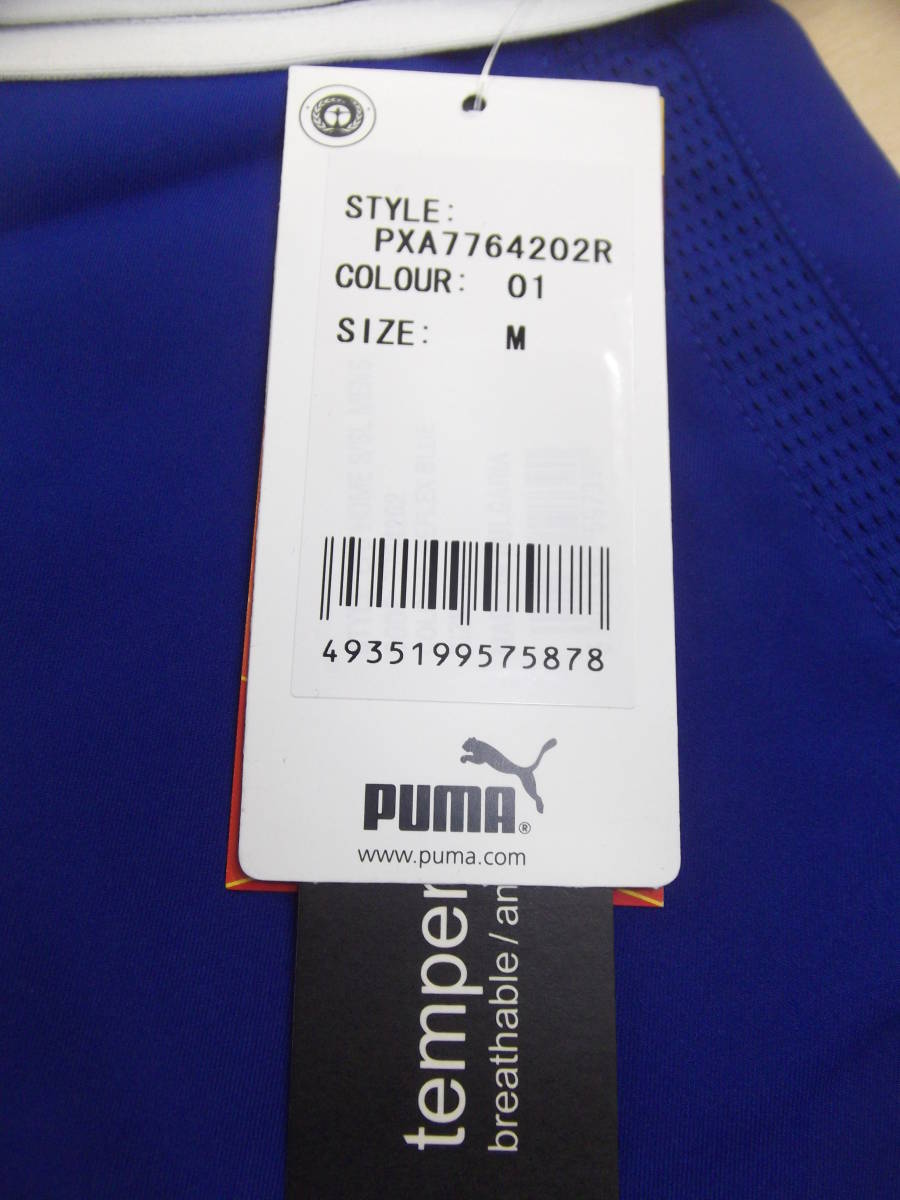 STYLE:
PXA7764202R
COLOUR: 01
SIZE: M
4935199575878
PUMA®
www.puma.com
temper
breathable/an